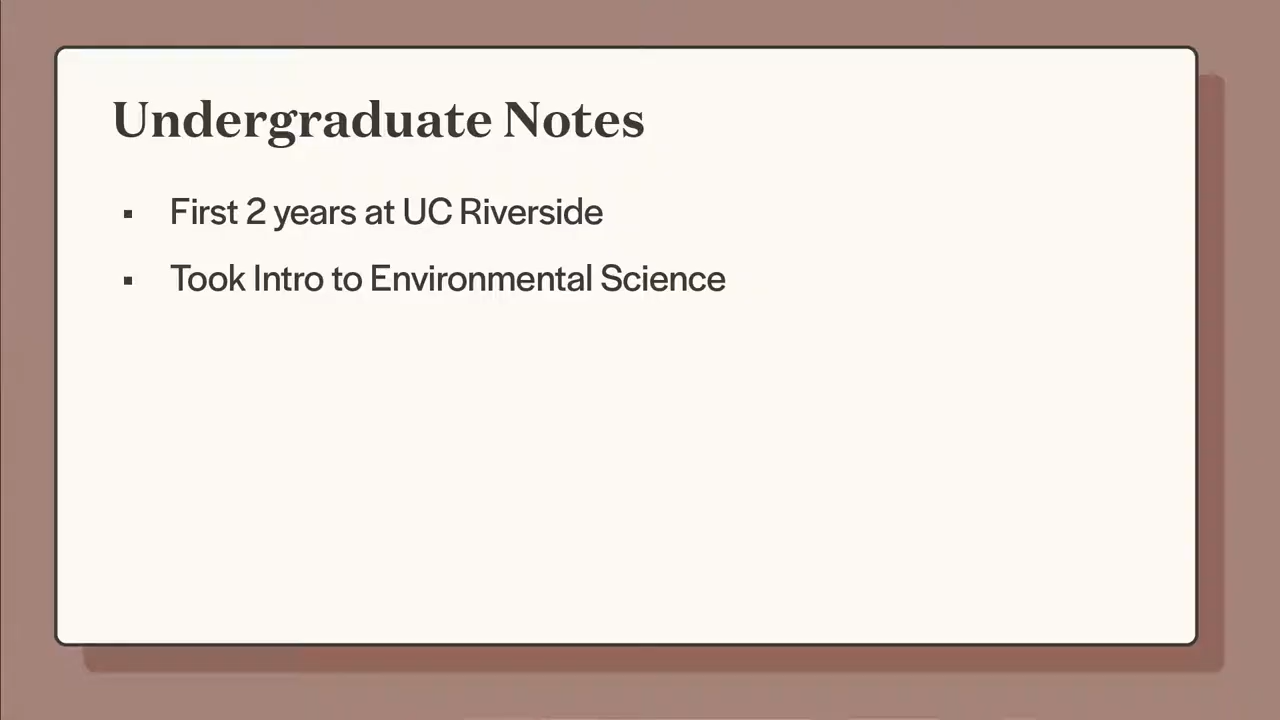 Undergraduate Notes
First 2 years at UC Riverside
Took Intro to Environmental Science